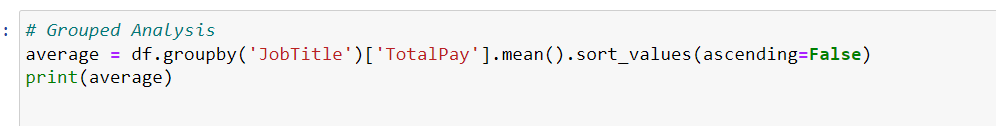 : # Grouped Analysis
average = df.groupby('JobTitle')['TotalPay'].mean().sort_values(ascending=False)
print(average)